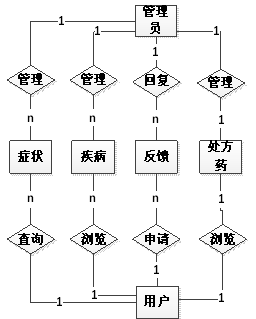 管理
员
1 1 1 1
管理 管理 回复 管理
n n n 1
症状 疾病 反馈 处方
药
n n n 1
查询 浏览 申请 浏览
1 1 1 1
用户